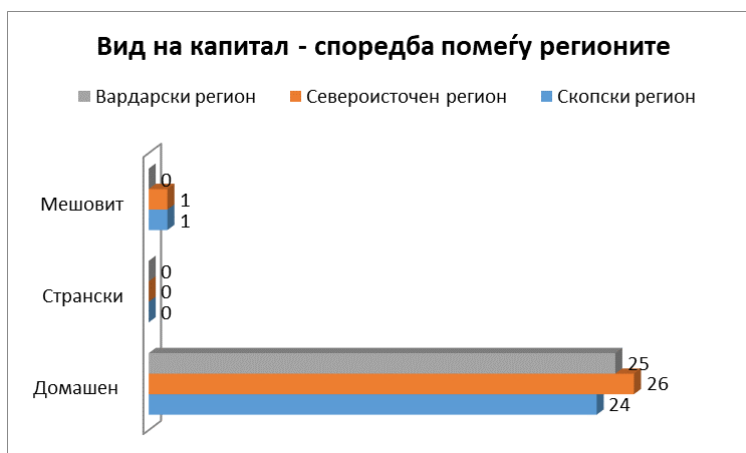 Вид на капитал - споредба помеѓу регионите
Вардарски регион Североисточен регион Скопски регион
Мешовит
0
1
1
Странски
0
0
0
Домашен
25
26
24